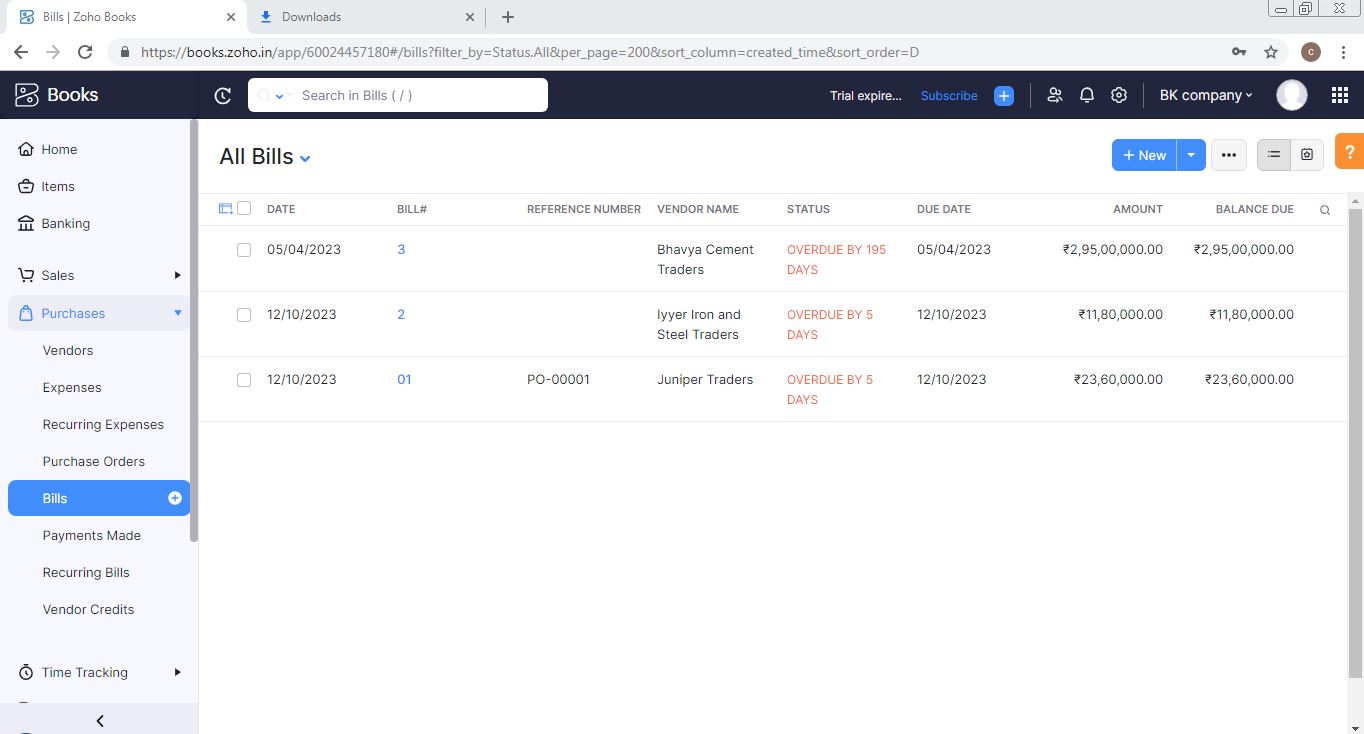 Bills | Zoho Books
Downloads
https://books.zoho.in/app/60024457180#/bills?filter_by=Status.All&per_page=200&sort_column=created_time&sort_order=D
c
Books
Search in Bills ( / )
Trial expire...
Subscribe
BK company
Home
Items
Banking
Sales
Purchases
Vendors
Expenses
Recurring Expenses
Purchase Orders
Bills
Payments Made
Recurring Bills
Vendor Credits
Time Tracking
All Bills
+ New
?
DATE BILL# REFERENCE NUMBER VENDOR NAME STATUS DUE DATE AMOUNT BALANCE DUE
05/04/2023 3 Bhavya Cement OVERDUE BY 195 05/04/2023 ₹2,95,00,000.00 ₹2,95,00,000.00
Traders DAYS
12/10/2023 2 Iyyer Iron and OVERDUE BY 5 12/10/2023 ₹11,80,000.00 ₹11,80,000.00
Steel Traders DAYS
12/10/2023 01 PO-00001 Juniper Traders OVERDUE BY 5 12/10/2023 ₹23,60,000.00 ₹23,60,000.00
DAYS